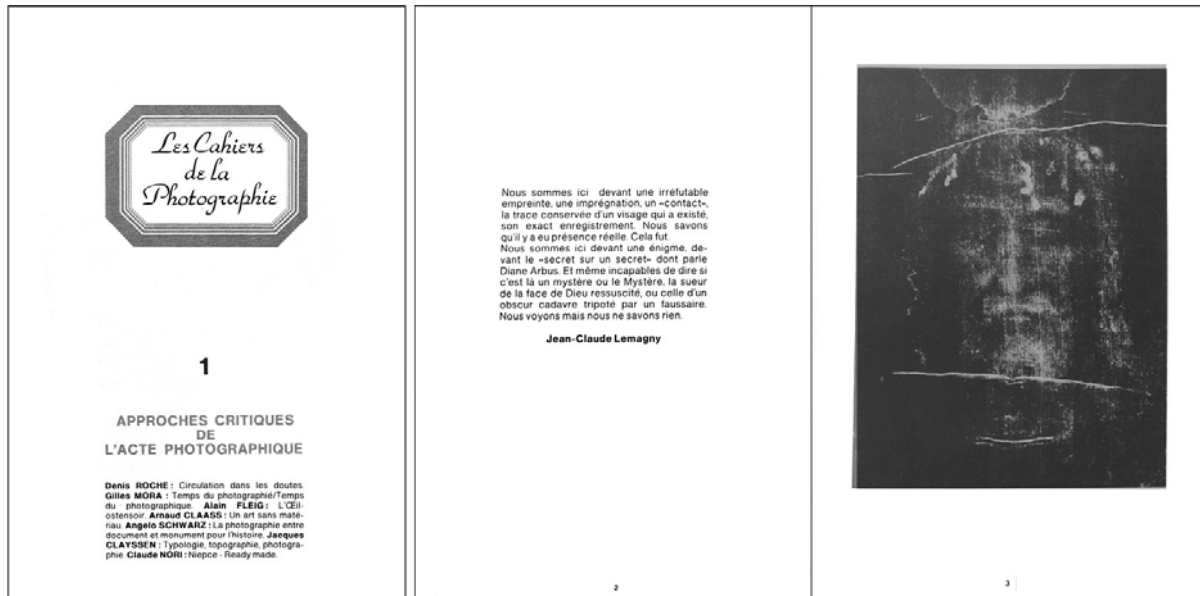 Les Cahiers
de la
Photographie
1
APPROCHES CRITIQUES
DE
L'ACTE PHOTOGRAPHIQUE
Denis ROCHE : Circulation dans les doutes.
Gilles MORA : Temps du photographié/Temps
du photographique. Alain FLEIG : L'Œil-
ostensoir. Arnaud CLAASS : Un art sans maté-
riau. Angelo SCHWARZ : La photographie entre
document et monument pour l'histoire. Jacques
CLAYSSEN : Typologie, topographie, photogra-
phie. Claude NORI : Niepce - Ready made.
Nous sommes ici devant une irréfutable
empreinte, une imprégnation, un «contact»,
la trace conservée d'un visage qui a existé,
son exact enregistrement. Nous savons
qu'il y a eu présence réelle. Cela fut.
Nous sommes ici devant une énigme, de-
vant le «secret sur un secret» dont parle
Diane Arbus. Et même incapables de dire si
c'est là un mystère ou le Mystère, la sueur
de la face de Dieu ressuscité, ou celle d'un
obscur cadavre tripoté par un faussaire.
Nous voyons mais nous ne savons rien.
Jean-Claude Lemagny
2
3